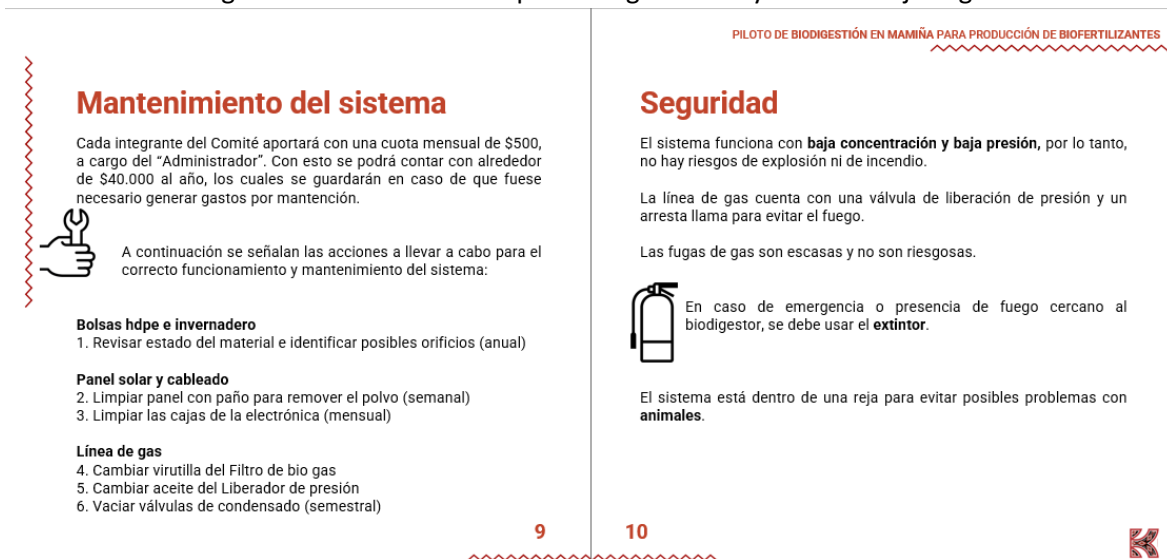 PILOTO DE BIODIGESTIÓN EN MAMIÑA PARA PRODUCCIÓN DE BIOFERTILIZANTES
Mantenimiento del sistema
Cada integrante del Comité aportará con una cuota mensual de $500,
a cargo del “Administrador”. Con esto se podrá contar con alrededor
de $40.000 al año, los cuales se guardarán en caso de que fuese
necesario generar gastos por mantención.
A continuación se señalan las acciones a llevar a cabo para el
correcto funcionamiento y mantenimiento del sistema:
Bolsas hdpe e invernadero
1. Revisar estado del material e identificar posibles orificios (anual)
Panel solar y cableado
2. Limpiar panel con paño para remover el polvo (semanal)
3. Limpiar las cajas de la electrónica (mensual)
Línea de gas
4. Cambiar virutilla del Filtro de bio gas
5. Cambiar aceite del Liberador de presión
6. Vaciar válvulas de condensado (semestral)
9
Seguridad
El sistema funciona con baja concentración y baja presión, por lo tanto,
no hay riesgos de explosión ni de incendio.
La línea de gas cuenta con una válvula de liberación de presión y un
arresta llama para evitar el fuego.
Las fugas de gas son escasas y no son riesgosas.
En caso de emergencia o presencia de fuego cercano al
biodigestor, se debe usar el extintor.
El sistema está dentro de una reja para evitar posibles problemas con
animales.
10